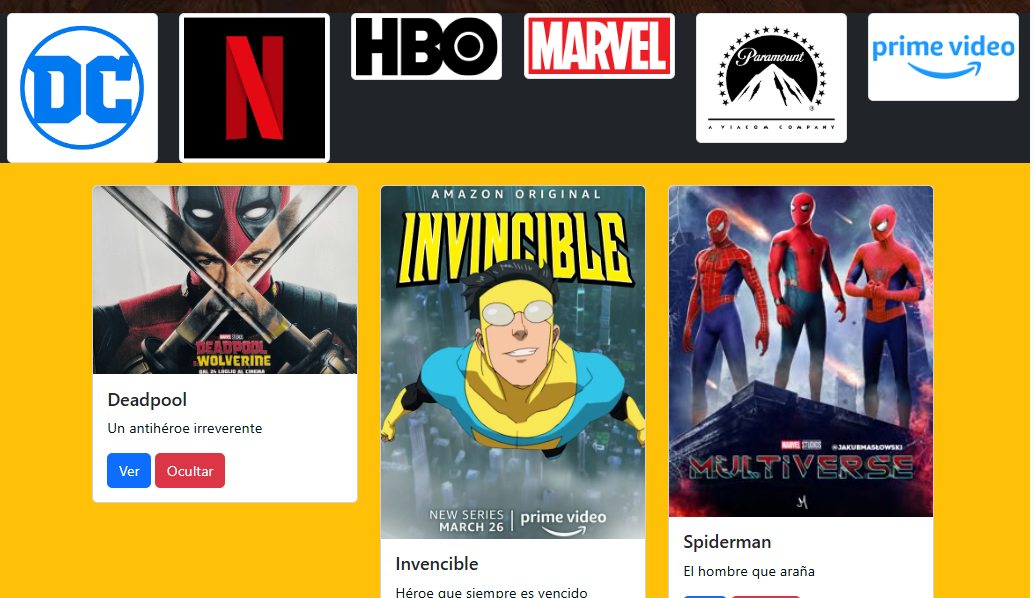 DC
N
HBO
MARVEL
Paramount
®
A VIACOM COMPANY
prime video
MARVEL STUDIOS
DEADPOOL
WOLVERINE
DAL 24 LUGLIO AL CINEMA
Deadpool
Un antihéroe irreverente
Ver Ocultar
AMAZON ORIGINAL
INVINCIBLE
NEW SERIES
MARCH 26
prime video
Invencible
Héroe que siempre es vencido
MARVEL STUDIOS
@JAKUBMASŁOWSKI
MULTIVERSE
Spiderman
El hombre que araña